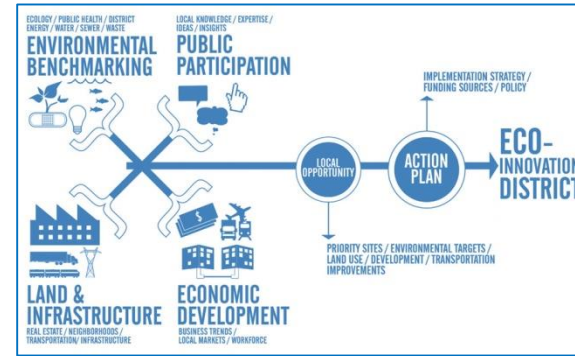 ECOLOGY / PUBLIC HEALTH / DISTRICT
ENERGY / WATER / SEWER / WASTE
ENVIRONMENTAL
BENCHMARKING
LOCAL KNOWLEDGE / EXPERTISE /
IDEAS / INSIGHTS
PUBLIC
PARTICIPATION
IMPLEMENTATION STRATEGY /
FUNDING SOURCES / POLICY
LOCAL
OPPORTUNITY
ACTION
PLAN
ECO-
INNOVATION
DISTRICT
PRIORITY SITES / ENVIRONMENTAL TARGETS /
LAND USE / DEVELOPMENT / TRANSPORTATION
IMPROVEMENTS
$
LAND &
INFRASTRUCTURE
REAL ESTATE / NEIGHBORHOODS /
TRANSPORTATION/ INFRASTRUCTURE
ECONOMIC
DEVELOPMENT
BUSINESS TRENDS /
LOCAL MARKETS / WORKFORCE